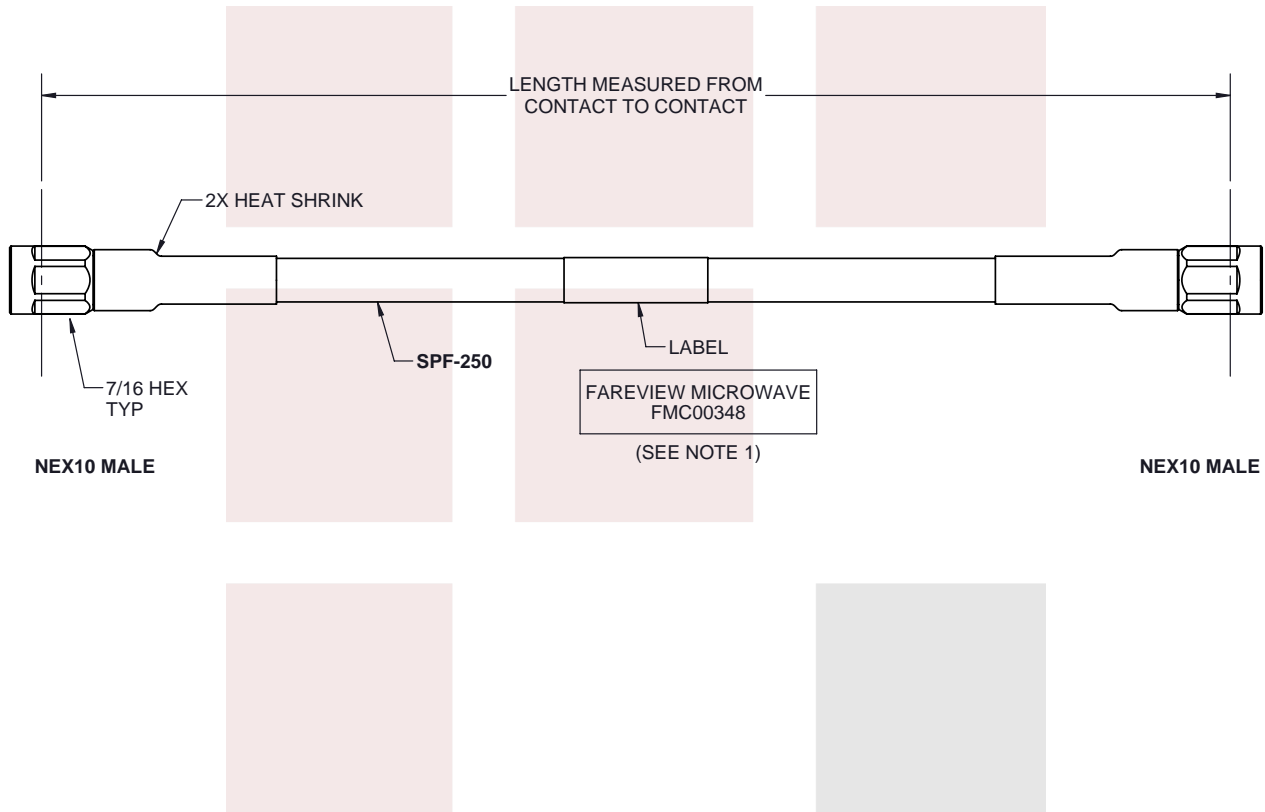 LENGTH MEASURED FROM
CONTACT TO CONTACT
2X HEAT SHRINK
SPF-250
LABEL
7/16 HEX
TYP
FAREVIEW MICROWAVE
FMC00348
(SEE NOTE 1)
NEX10 MALE
NEX10 MALE